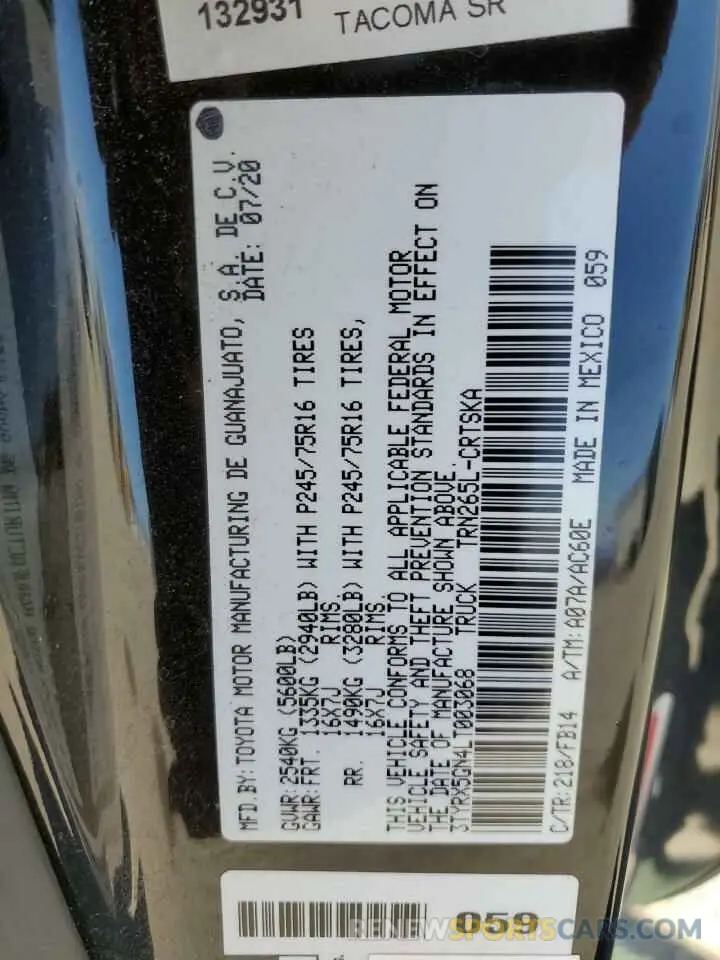 132931 TACOMA SR
MFD.BY: TOYOTA MOTOR MANUFACTURING DE GUANAJUATO, S.A. DE C.V.
DATE: 07/20
GVWR: 2540KG (5600LB)
GAWR: FRT. 1335KG (2940LB) WITH P245/75R16 TIRES
16X7J RIMS
RR. 1490KG (3280LB) WITH P245/75R16 TIRES,
16X7J RIMS.
THIS VEHICLE CONFORMS TO ALL APPLICABLE FEDERAL MOTOR
VEHICLE SAFETY AND THEFT PREVENTION STANDARDS IN EFFECT ON
THE DATE OF MANUFACTURE SHOWN ABOVE.
3TYRX5GN4LT003068 TRUCK TRN265L-CRTSKA
C/TR: 218/FB14 A/TM: A07A/AC60E MADE IN MEXICO 059
059
RENEWSPORTSCARS.COM